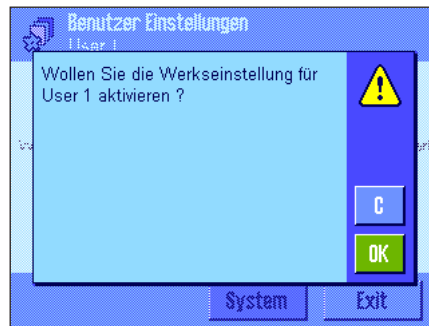 Benutzer Einstellungen
User 1
Wollen Sie die Werkseinstellung für
User 1 aktivieren ?
C
OK
System
Exit